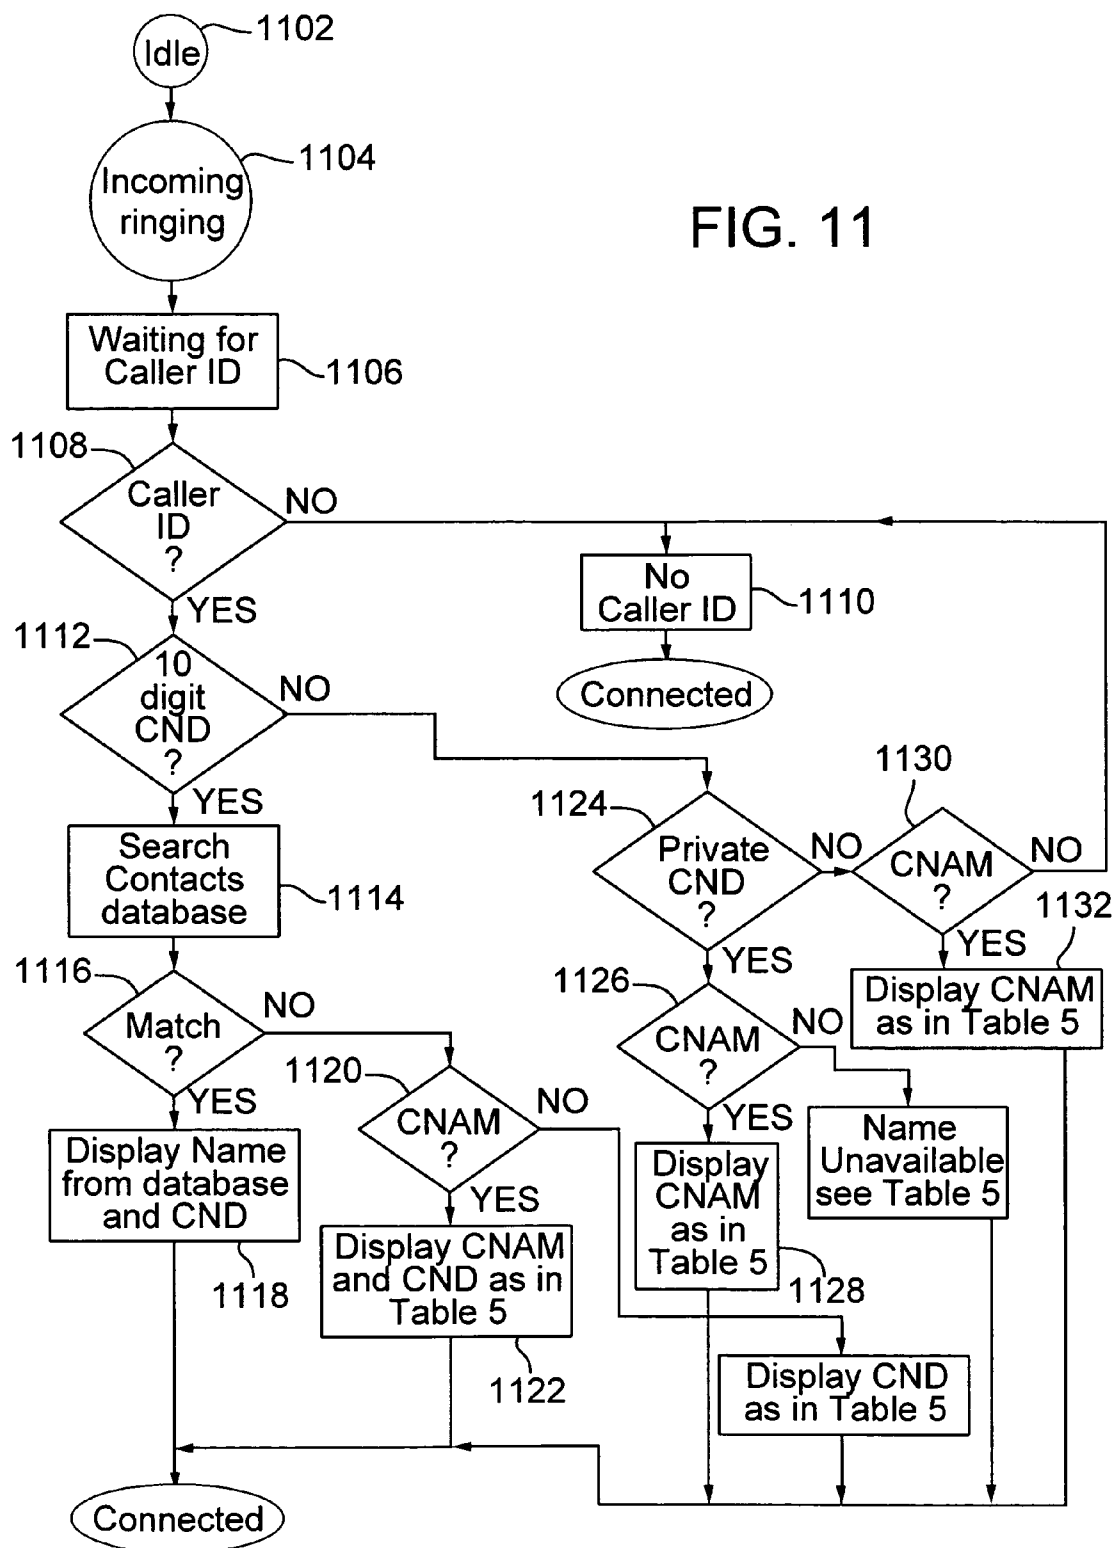 1102
Idle
1104
Incoming
ringing
FIG. 11
Waiting for
Caller ID
1106
1108
Caller
ID
?
NO
YES
No
Caller ID
1110
Connected
1112
10
digit
CND
?
NO
YES
Search
Contacts
database
1114
1124
Private
CND
?
NO
YES
1130
CNAM
?
NO
YES
1132
Display CNAM
as in Table 5
1116
Match
?
NO
YES
1126
CNAM
?
NO
YES
1120
CNAM
?
NO
YES
Display Name
from database
and CND
1118
Display CNAM
and CND as in
Table 5
1122
Display
CNAM
as in
Table 5
1128
Name
Unavailable
see Table 5
Display CND
as in Table 5
Connected